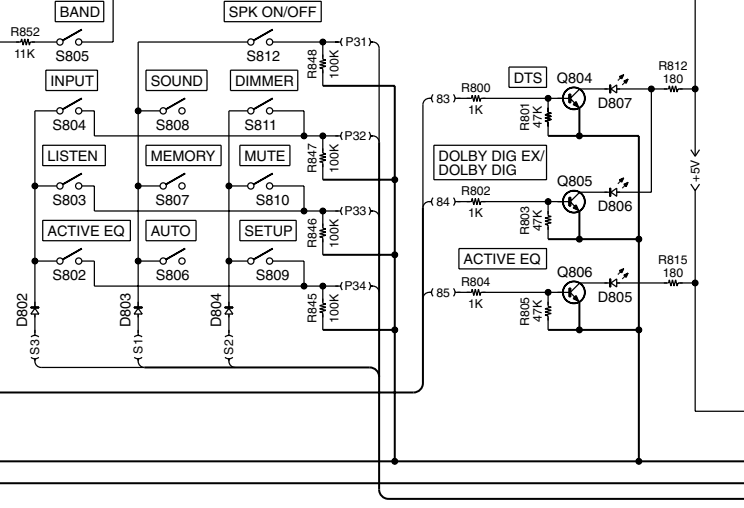 BAND
R852
11K
S805
SPK ON/OFF
S812
R848
100K
P31
INPUT
S804
SOUND
S808
DIMMER
S811
P32
R847
100K
LISTEN
S803
MEMORY
S807
MUTE
S810
P33
R846
100K
ACTIVE EQ
S802
AUTO
S806
SETUP
S809
P34
R845
100K
D802
D803
D804
S3
S1
S2
83
R800
1K
DTS
R801
47K
Q804
D807
R812
180
DOLBY DIG EX/
DOLBY DIG
84
R802
1K
R803
47K
Q805
D806
+5V
ACTIVE EQ
85
R804
1K
R805
47K
Q806
D805
R815
180